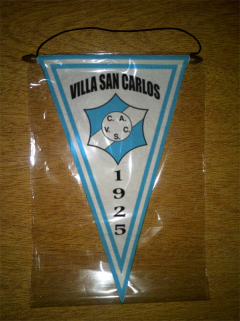 VILLA SAN CARLOS
C. A.
V. S. C.
1925